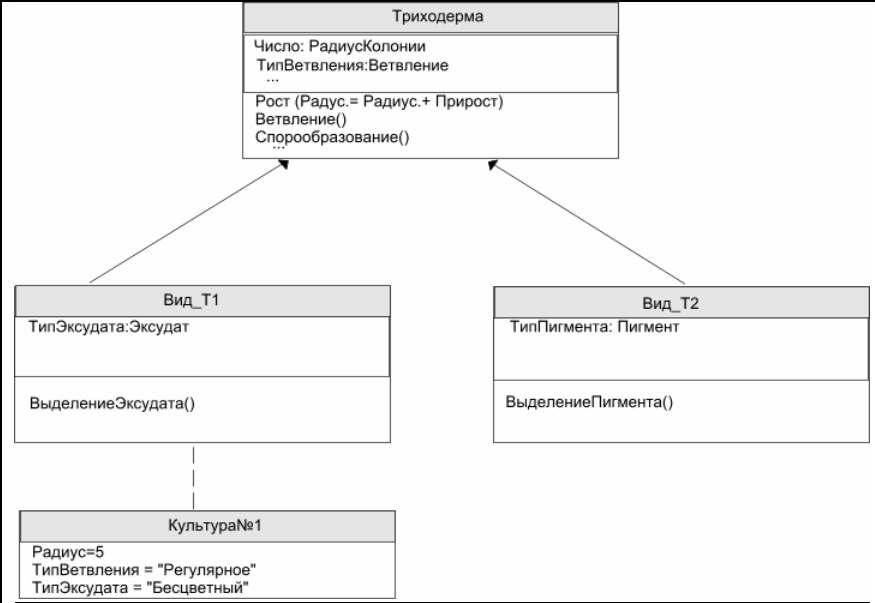 Триходерма
Число: РадиусКолонии
ТипВетвления:Ветвление
...
Рост (Радус.= Радиус.+ Прирост)
Ветвление()
Спорообразование()
...
Вид_Т1
ТипЭксудата:Эксудат
ВыделениеЭксудата()
Вид_Т2
ТипПигмента: Пигмент
ВыделениеПигмента()
Культура№1
Радиус=5
ТипВетвления = "Регулярное"
ТипЭксудата = "Бесцветный"